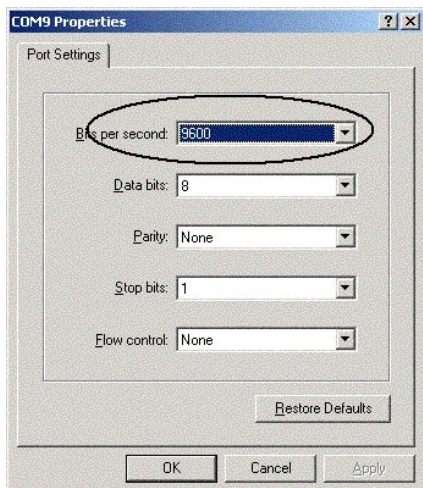 COM9 Properties
Port Settings
Bits per second: 9600
Data bits: 8
Parity: None
Stop bits: 1
Flow control: None
Restore Defaults
OK Cancel Apply